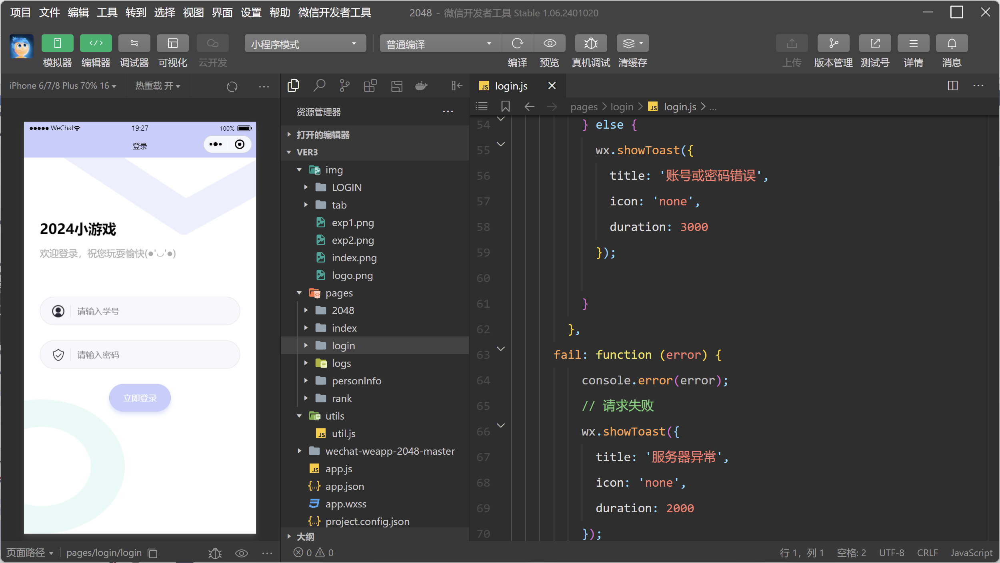 项目 文件 编辑 工具 转到 选择 视图 界面 设置 帮助 微信开发者工具
2048 - 微信开发者工具 Stable 1.06.2401020
模拟器 编辑器 调试器 可视化 云开发
小程序模式
普通编译
编译 预览 真机调试 清缓存
上传 版本管理 测试号 详情 消息
iPhone 6/7/8 Plus 70% 16
热重载 开
WeChat
19:27
100%
登录
2024小游戏
欢迎登录，祝您玩耍愉快(●'◡'●)
请输入学号
请输入密码
立即登录
页面路径
pages/login/login
资源管理器
打开的编辑器
VER3
img
LOGIN
tab
exp1.png
exp2.png
index.png
logo.png
pages
2048
index
login
logs
personInfo
rank
utils
JS util.js
wechat-weapp-2048-master
JS app.js
{..} app.json
app.wxss
{..} project.config.json
大纲
0 0
JS login.js
pages > login > JS login.js > ...
54 } else {
55 wx.showToast({
56 title: '账号或密码错误',
57 icon: 'none',
58 duration: 3000
59 });
60
61 }
62 },
63 fail: function (error) {
64 console.error(error);
65 // 请求失败
66 wx.showToast({
67 title: '服务器异常',
68 icon: 'none',
69 duration: 2000
70 });
行 1，列 1 空格: 2 UTF-8 CRLF JavaScript